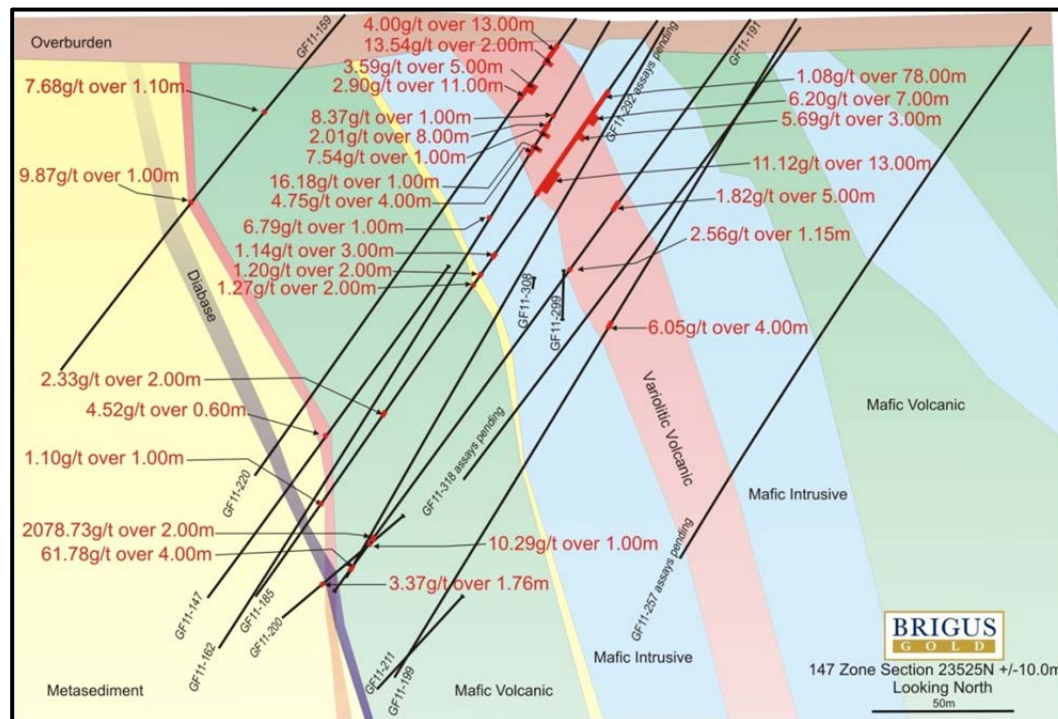 Overburden
GF11-159
4.00g/t over 13.00m
13.54g/t over 2.00m
3.59g/t over 5.00m
2.90g/t over 11.00m
GF11-191
GF11-292 assays pending
1.08g/t over 78.00m
6.20g/t over 7.00m
5.69g/t over 3.00m
7.68g/t over 1.10m
8.37g/t over 1.00m
2.01g/t over 8.00m
7.54g/t over 1.00m
11.12g/t over 13.00m
9.87g/t over 1.00m
16.18g/t over 1.00m
4.75g/t over 4.00m
1.82g/t over 5.00m
6.79g/t over 1.00m
2.56g/t over 1.15m
1.14g/t over 3.00m
1.20g/t over 2.00m
1.27g/t over 2.00m
Diabase
GF11-308
GF11-299
6.05g/t over 4.00m
2.33g/t over 2.00m
4.52g/t over 0.60m
Variolitic Volcanic
Mafic Volcanic
1.10g/t over 1.00m
GF11-220
GF11-318 assays pending
Mafic Intrusive
2078.73g/t over 2.00m
61.78g/t over 4.00m
10.29g/t over 1.00m
3.37g/t over 1.76m
GF11-147
GF11-185
GF11-200
GF11-162
GF11-257 assays pending
GF11-211
GF11-199
BRIGUS
GOLD
Mafic Intrusive
147 Zone Section 23525N +/-10.0m
Looking North
Metasediment
Mafic Volcanic
50m